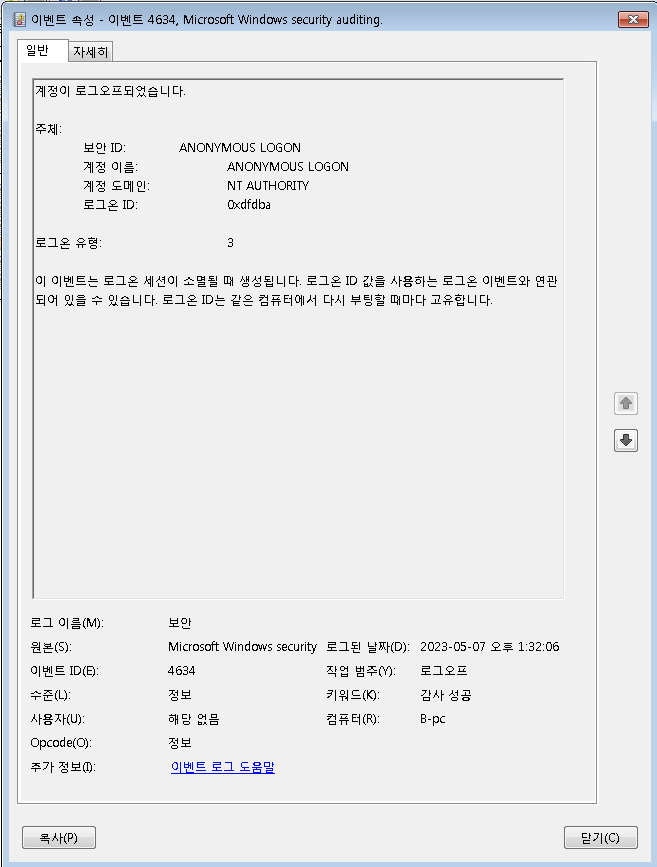 이벤트 속성 - 이벤트 4634, Microsoft Windows security auditing.
일반 자세히
계정이 로그오프되었습니다.
주체:
보안 ID: ANONYMOUS LOGON
계정 이름: ANONYMOUS LOGON
계정 도메인: NT AUTHORITY
로그온 ID: 0xdfdba
로그온 유형: 3
이 이벤트는 로그온 세션이 소멸될 때 생성됩니다. 로그온 ID 값을 사용하는 로그온 이벤트와 연관
되어 있을 수 있습니다. 로그온 ID는 같은 컴퓨터에서 다시 부팅할 때마다 고유합니다.
로그 이름(M): 보안
원본(S): Microsoft Windows security 로그된 날짜(D): 2023-05-07 오후 1:32:06
이벤트 ID(E): 4634 작업 범주(Y): 로그오프
수준(L): 정보 키워드(K): 감사 성공
사용자(U): 해당 없음 컴퓨터(R): B-pc
Opcode(O): 정보
추가 정보(I): 이벤트 로그 도움말
복사(P) 닫기(C)